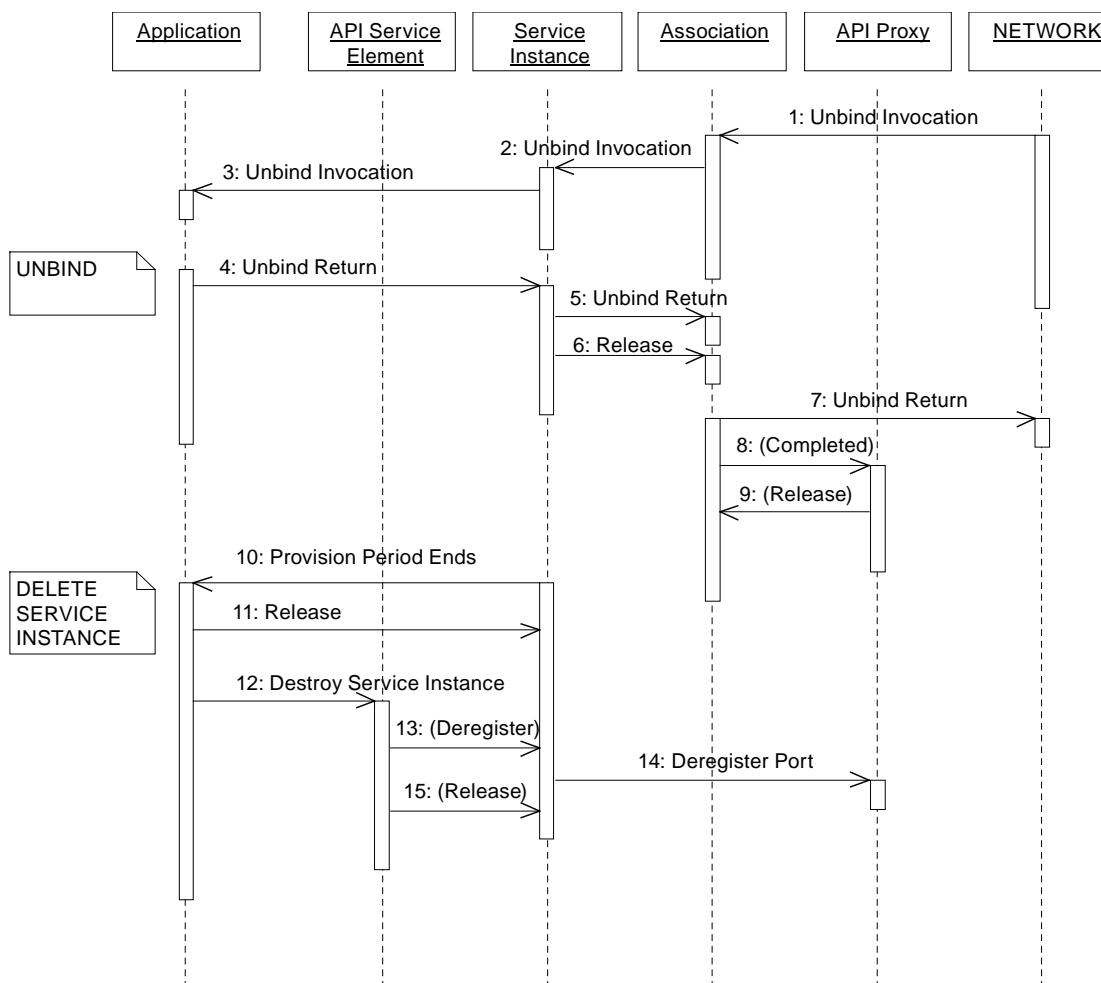 Application
API Service
Element
Service
Instance
Association
API Proxy
NETWORK
1: Unbind Invocation
2: Unbind Invocation
3: Unbind Invocation
UNBIND
4: Unbind Return
5: Unbind Return
6: Release
7: Unbind Return
8: (Completed)
9: (Release)
10: Provision Period Ends
DELETE
SERVICE
INSTANCE
11: Release
12: Destroy Service Instance
13: (Deregister)
14: Deregister Port
15: (Release)